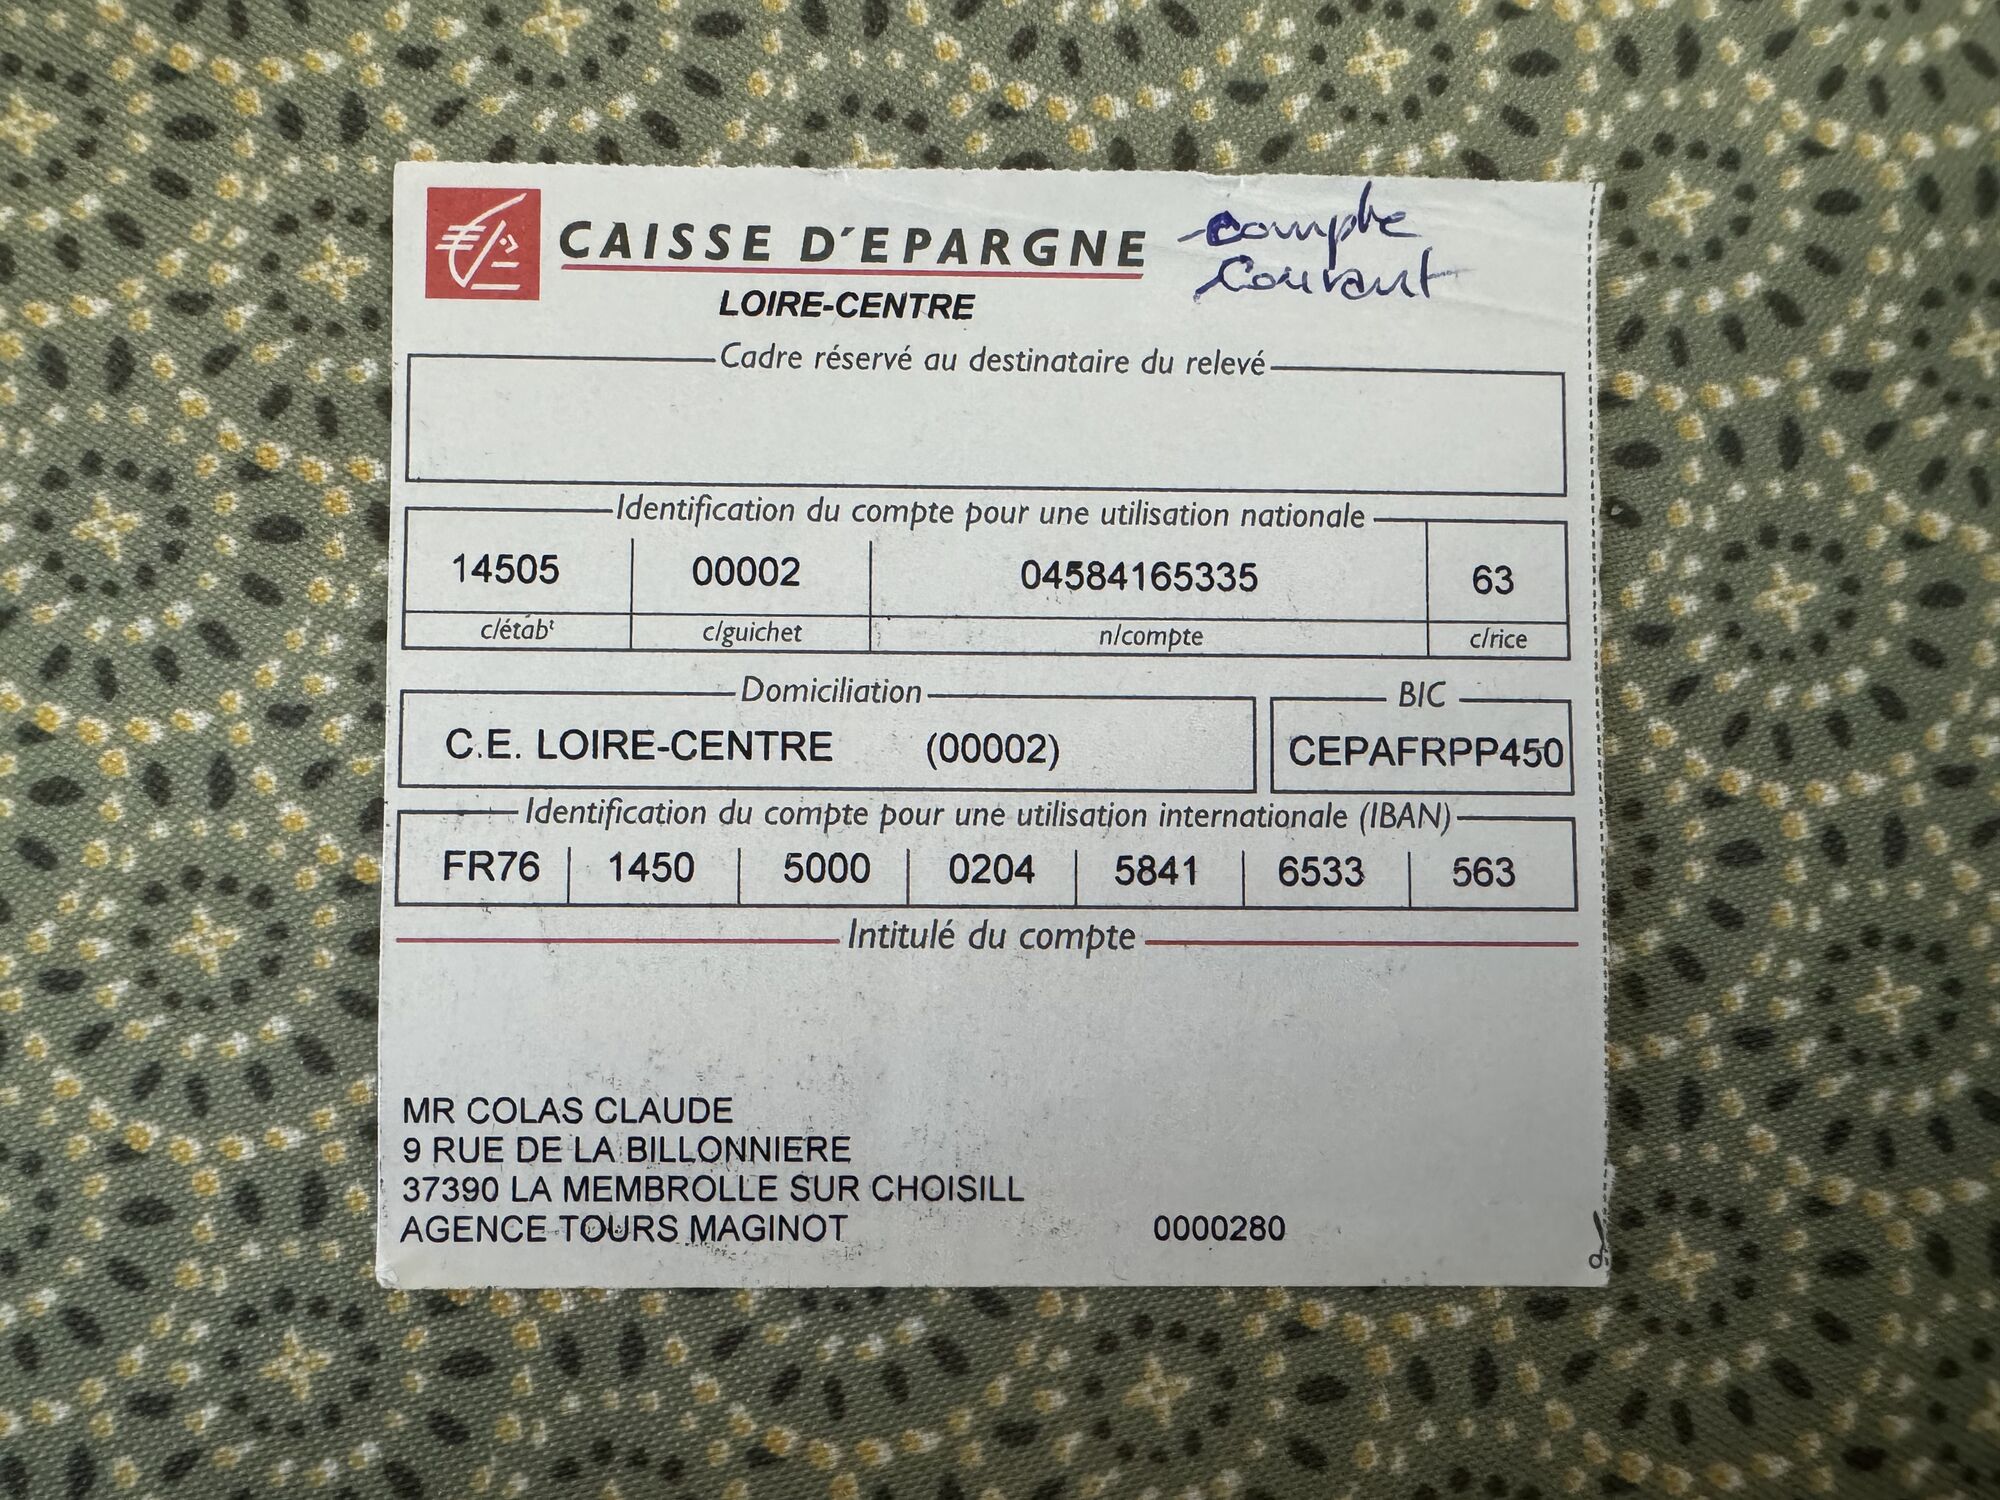 CAISSE D'EPARGNE
LOIRE-CENTRE
compte
Courant
Cadre réservé au destinataire du relevé
Identification du compte pour une utilisation nationale
14505 00002 04584165335 63
c/étabᵗ c/guichet n/compte c/rice
Domiciliation BIC
C.E. LOIRE-CENTRE (00002) CEPAFRPP450
Identification du compte pour une utilisation internationale (IBAN)
FR76 1450 5000 0204 5841 6533 563
Intitulé du compte
MR COLAS CLAUDE
9 RUE DE LA BILLONNIERE
37390 LA MEMBROLLE SUR CHOISILL
AGENCE TOURS MAGINOT 0000280